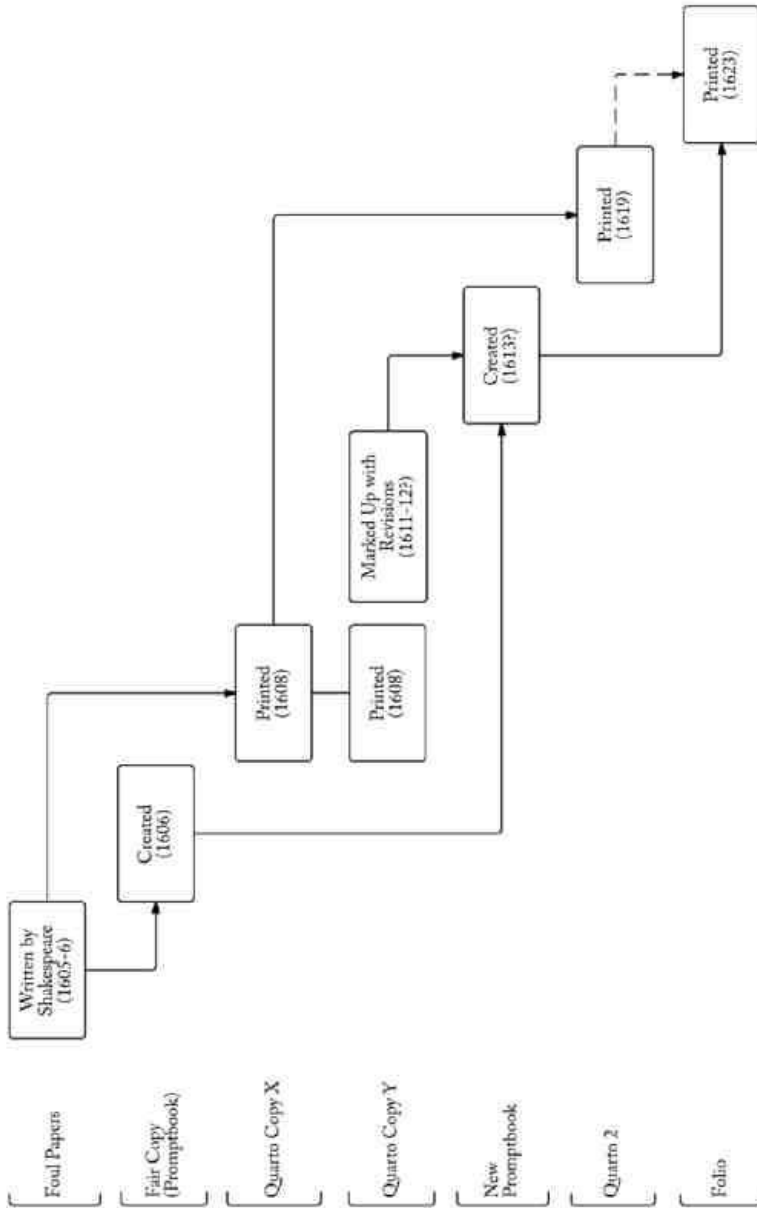 Foul Papers
Written by
Shakespeare
(1605-6)
Fair Copy
(Promptbook)
Created
(1606)
Quarto Copy X
Printed
(1608)
Quarto Copy Y
Printed
(1608)
Marked Up with
Revisions
(1611-12?)
New
Promptbook
Created
(1613?)
Quarto 2
Printed
(1619)
Folio
Printed
(1623)